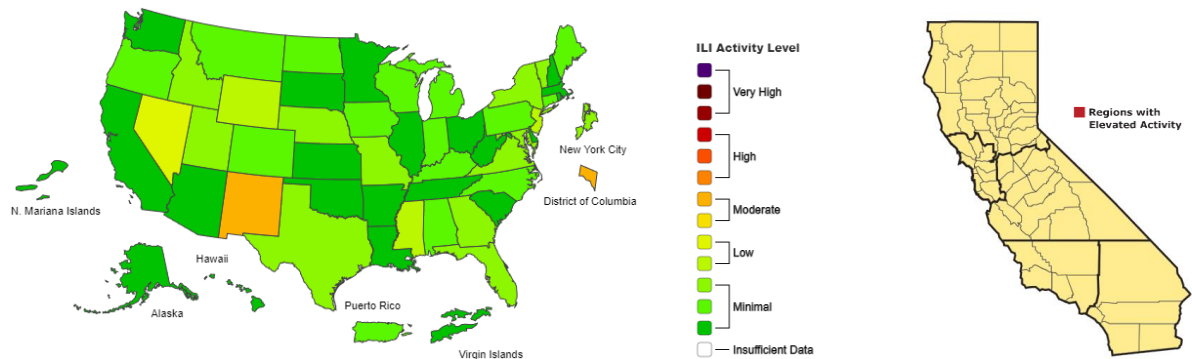 N. Mariana Islands
Alaska
Hawaii
Puerto Rico
Virgin Islands
New York City
District of Columbia
ILI Activity Level
Very High
High
Moderate
Low
Minimal
Insufficient Data
Regions with
Elevated Activity